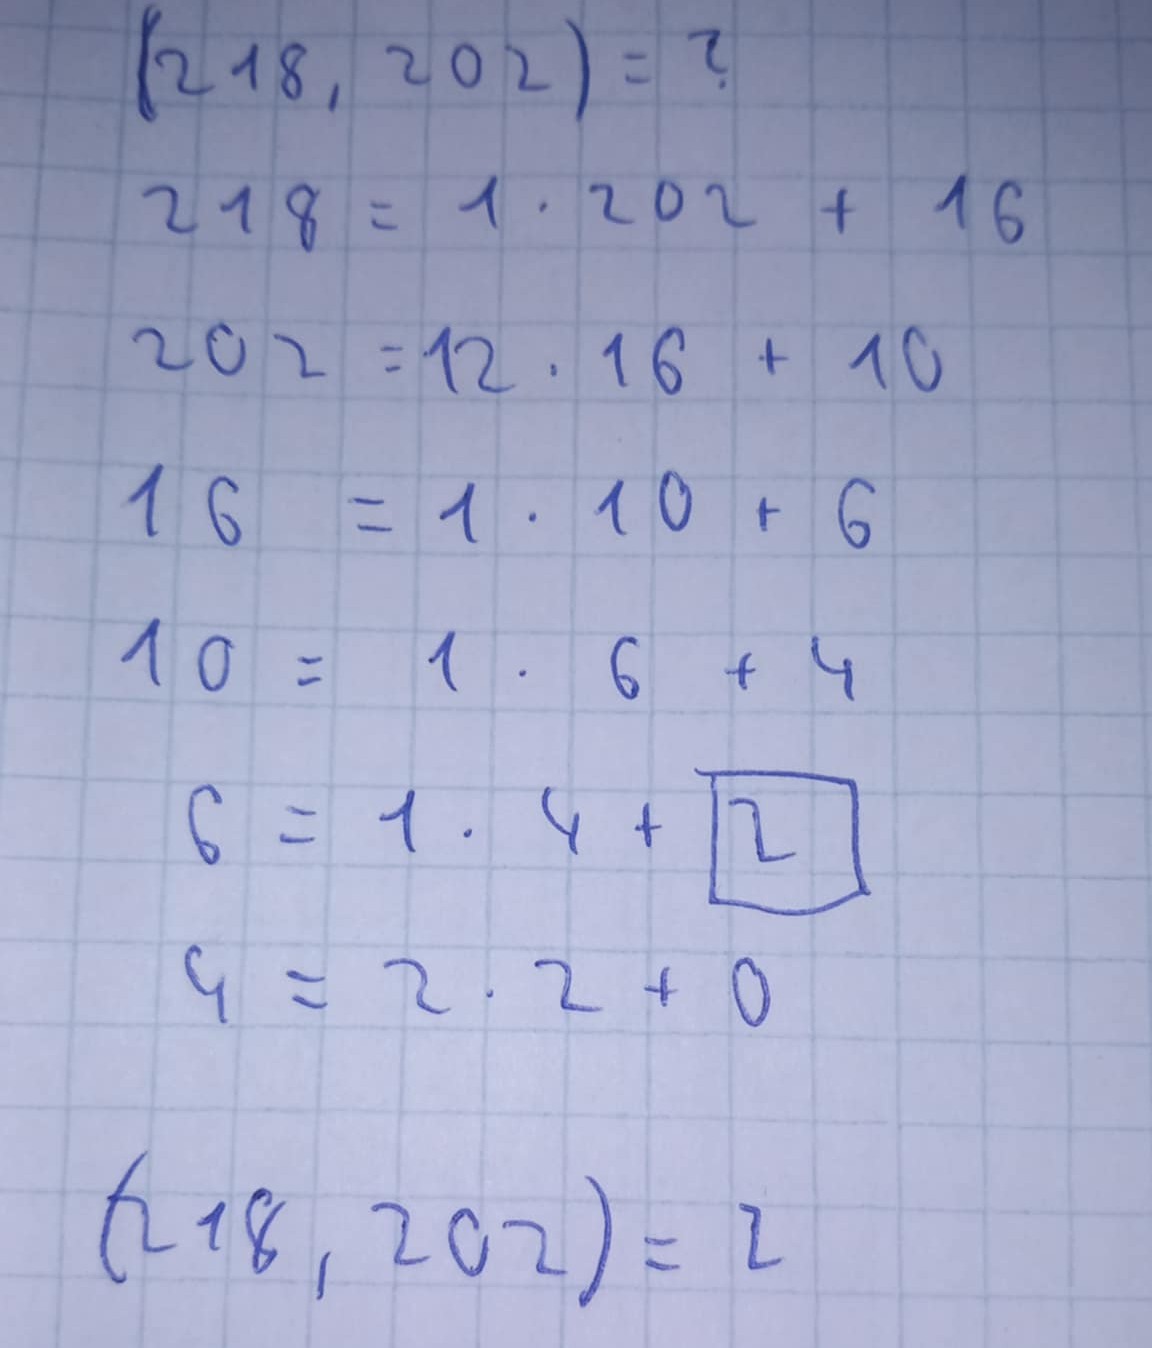 (218, 202) = ?
218 = 1 · 202 + 16
202 = 12 · 16 + 10
16 = 1 · 10 + 6
10 = 1 · 6 + 4
6 = 1 · 4 + 2
4 = 2 · 2 + 0
(218, 202) = 2